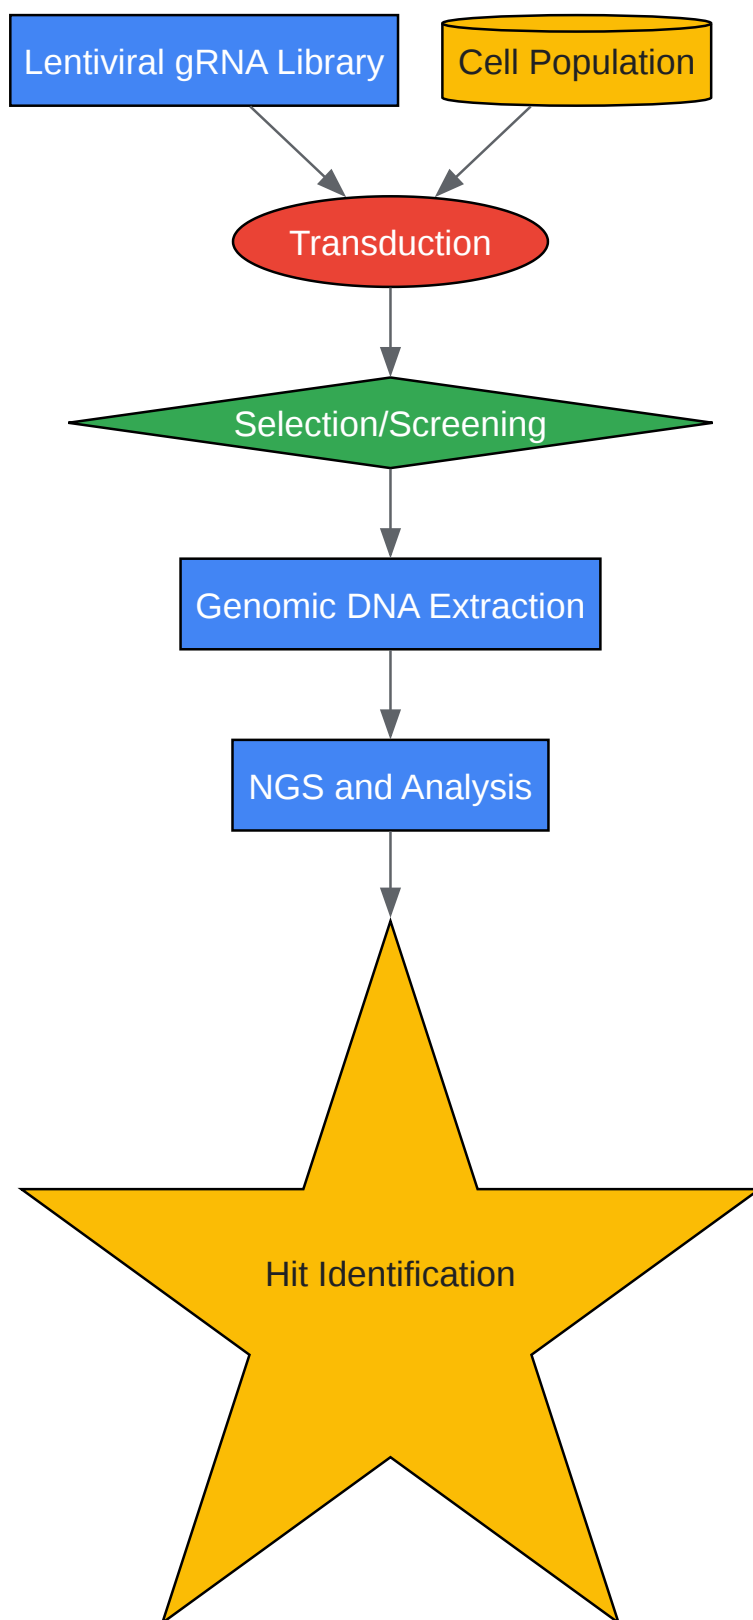 Lentiviral gRNA Library
Cell Population
Transduction
Selection/Screening
Genomic DNA Extraction
NGS and Analysis
Hit Identification